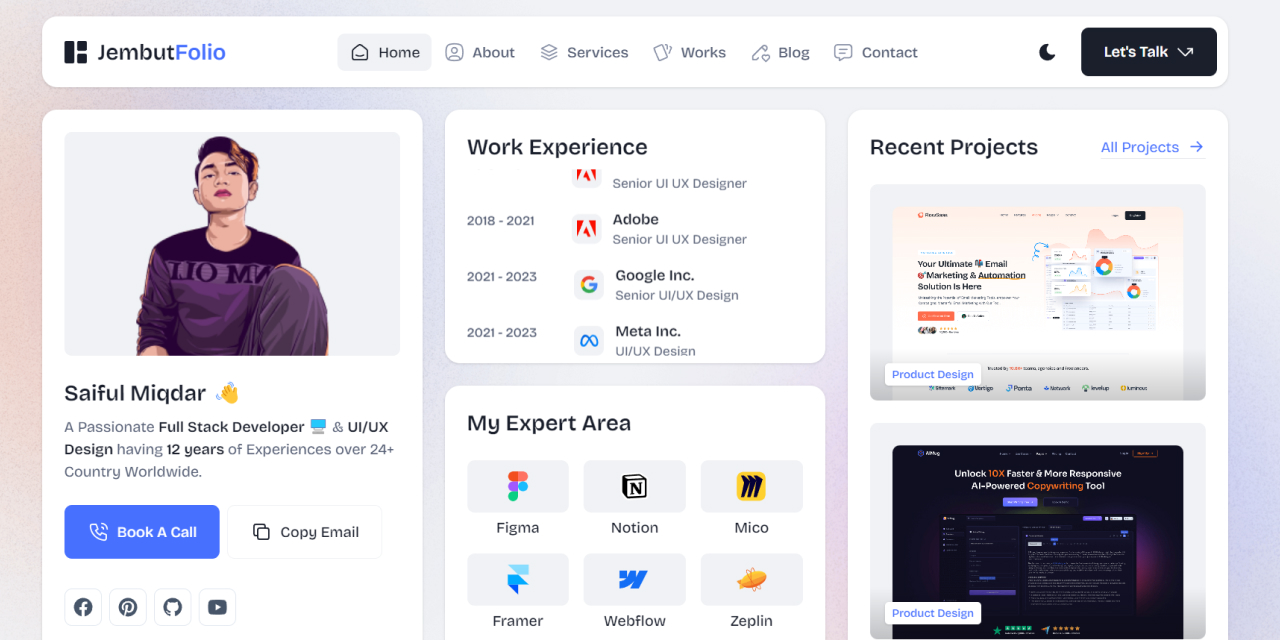 JembutFolio
Home
About
Services
Works
Blog
Contact
Let's Talk
Saiful Miqdar 👋
A Passionate Full Stack Developer 🖥️ & UI/UX
Design having 12 years of Experiences over 24+
Country Worldwide.
Book A Call
Copy Email
Work Experience
Senior UI UX Designer
2018 - 2021
Adobe
Senior UI UX Designer
2021 - 2023
Google Inc.
Senior UI/UX Design
2021 - 2023
Meta Inc.
UI/UX Design
My Expert Area
Figma
Notion
Mico
Framer
Webflow
Zeplin
Recent Projects
All Projects
Your Ultimate 📬 Email
🎯Marketing & Automation
Solution Is Here
Product Design
Unlock 10X Faster & More Responsive
AI-Powered Copywriting Tool
Product Design